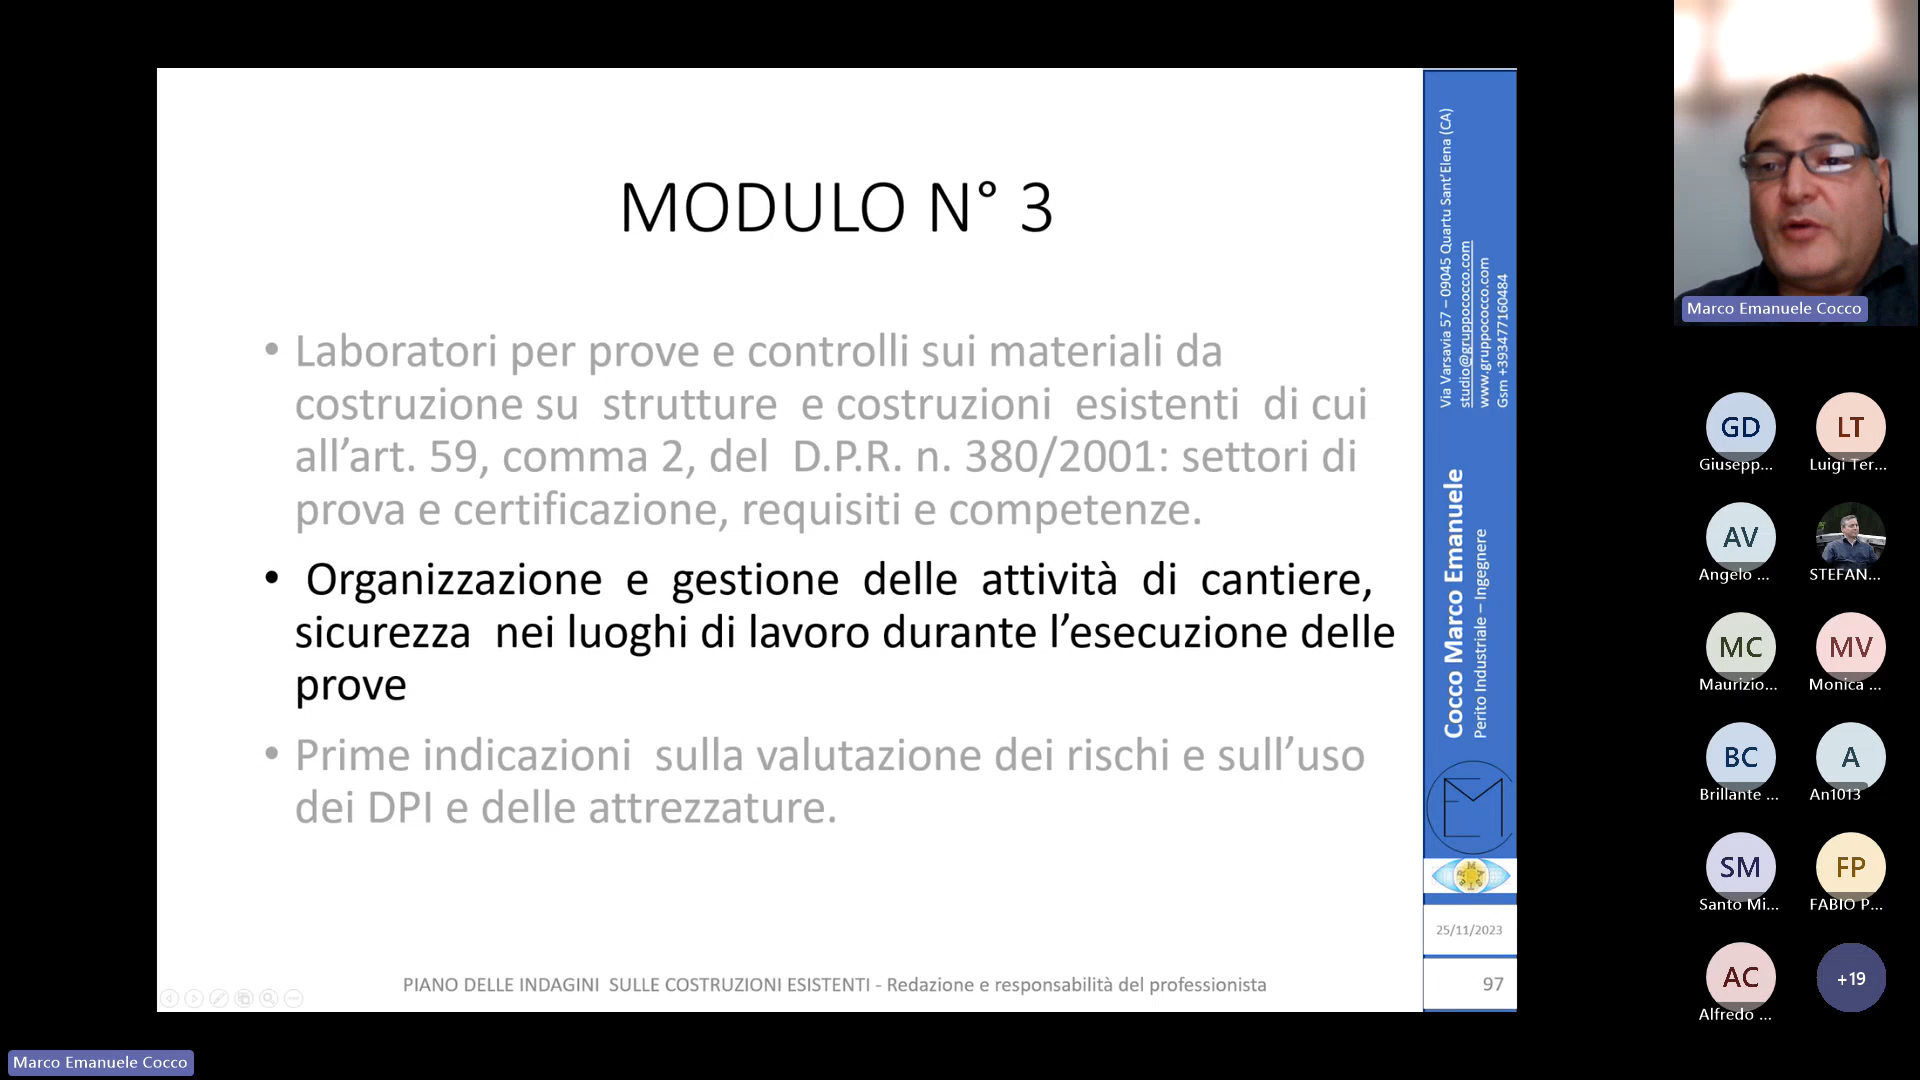 MODULO N° 3
• Laboratori per prove e controlli sui materiali da
costruzione su strutture e costruzioni esistenti di cui
all’art. 59, comma 2, del D.P.R. n. 380/2001: settori di
prova e certificazione, requisiti e competenze.
• Organizzazione e gestione delle attività di cantiere,
sicurezza nei luoghi di lavoro durante l’esecuzione delle
prove
• Prime indicazioni sulla valutazione dei rischi e sull’uso
dei DPI e delle attrezzature.
PIANO DELLE INDAGINI SULLE COSTRUZIONI ESISTENTI - Redazione e responsabilità del professionista
Via Varsavia 57 – 09045 Quartu Sant’Elena (CA)
studio@gruppococco.com
www.gruppococco.com
Gsm +393477160484
Cocco Marco Emanuele
Perito Industriale – Ingegnere
EM
25/11/2023
97
Marco Emanuele Cocco
GD
Giusepp...
LT
Luigi Ter...
AV
Angelo ...
STEFAN...
MC
Maurizio...
MV
Monica ...
BC
Brillante ...
A
An1013
SM
Santo Mi...
FP
FABIO P...
AC
Alfredo ...
+19
Marco Emanuele Cocco